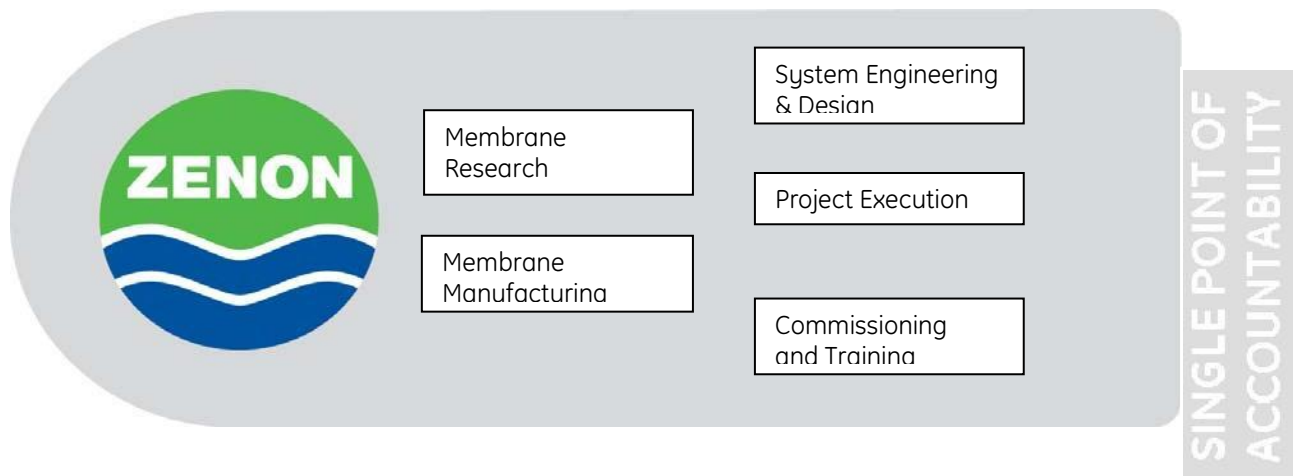 ZENON
Membrane
Research
Membrane
Manufacturing
System Engineering
& Design
Project Execution
Commissioning
and Training
SINGLE POINT OF
ACCOUNTABILITY